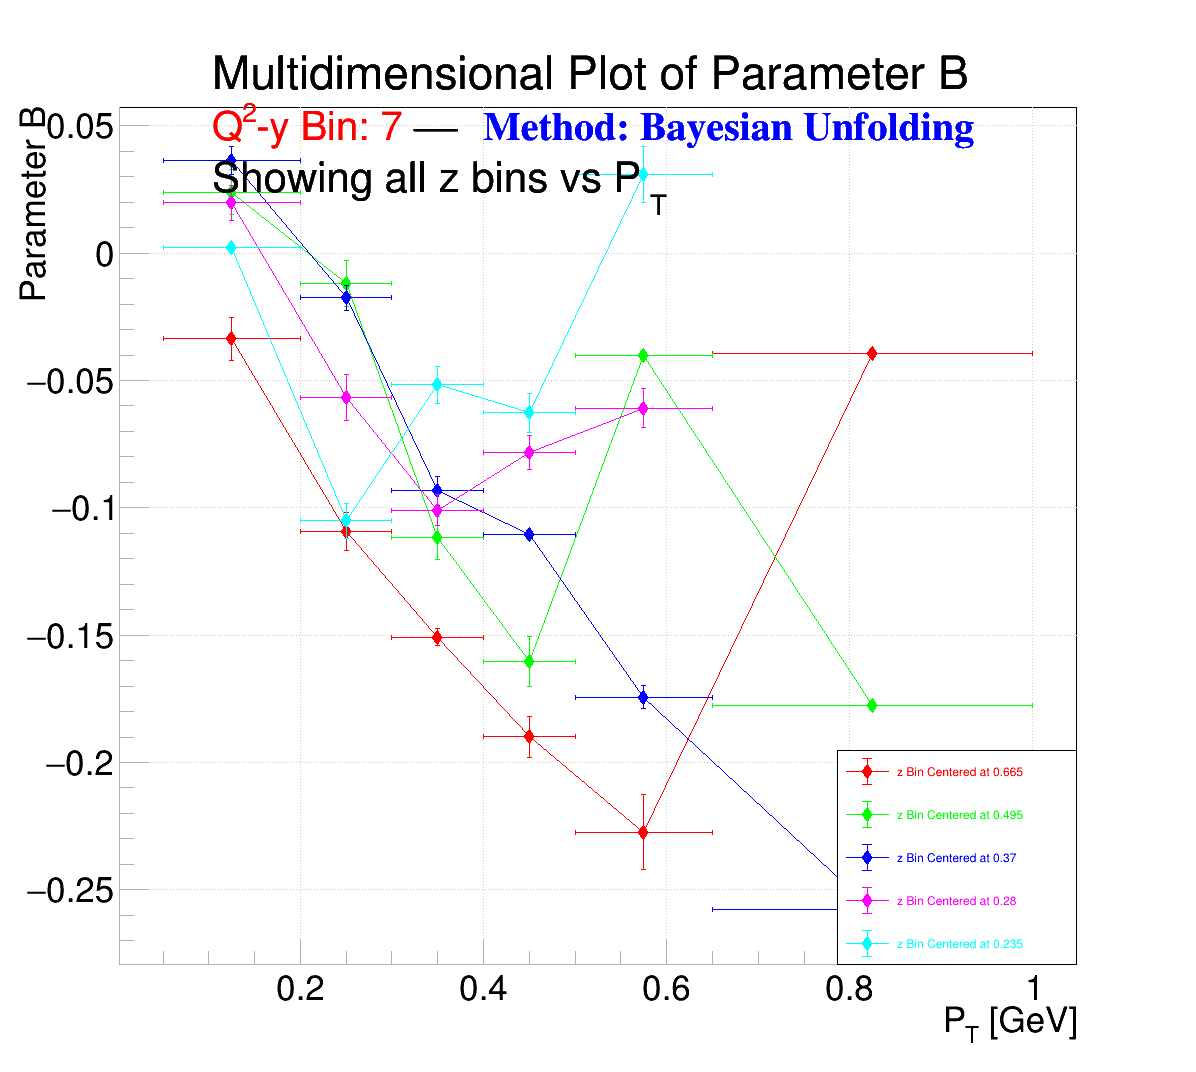 Multidimensional Plot of Parameter B
Q²-y Bin: 7 — Method: Bayesian Unfolding
Showing all z bins vs P_T
Parameter B
0.05
0
−0.05
−0.1
−0.15
−0.2
−0.25
z Bin Centered at 0.665
z Bin Centered at 0.495
z Bin Centered at 0.37
z Bin Centered at 0.28
z Bin Centered at 0.235
0.2 0.4 0.6 0.8 1
P_T [GeV]